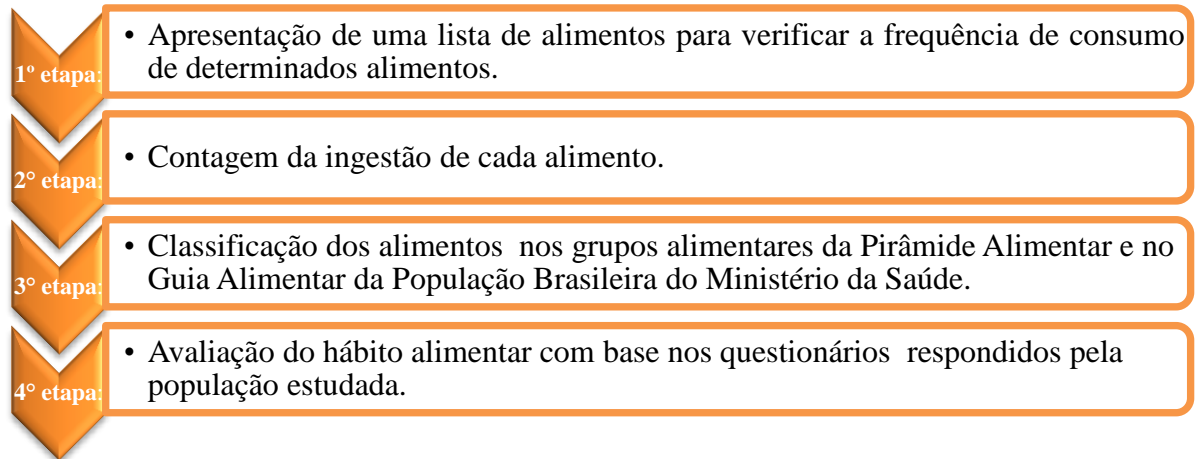 1º etapa:
• Apresentação de uma lista de alimentos para verificar a frequência de consumo
de determinados alimentos.
2° etapa:
• Contagem da ingestão de cada alimento.
3° etapa:
• Classificação dos alimentos nos grupos alimentares da Pirâmide Alimentar e no
Guia Alimentar da População Brasileira do Ministério da Saúde.
4° etapa:
• Avaliação do hábito alimentar com base nos questionários respondidos pela
população estudada.